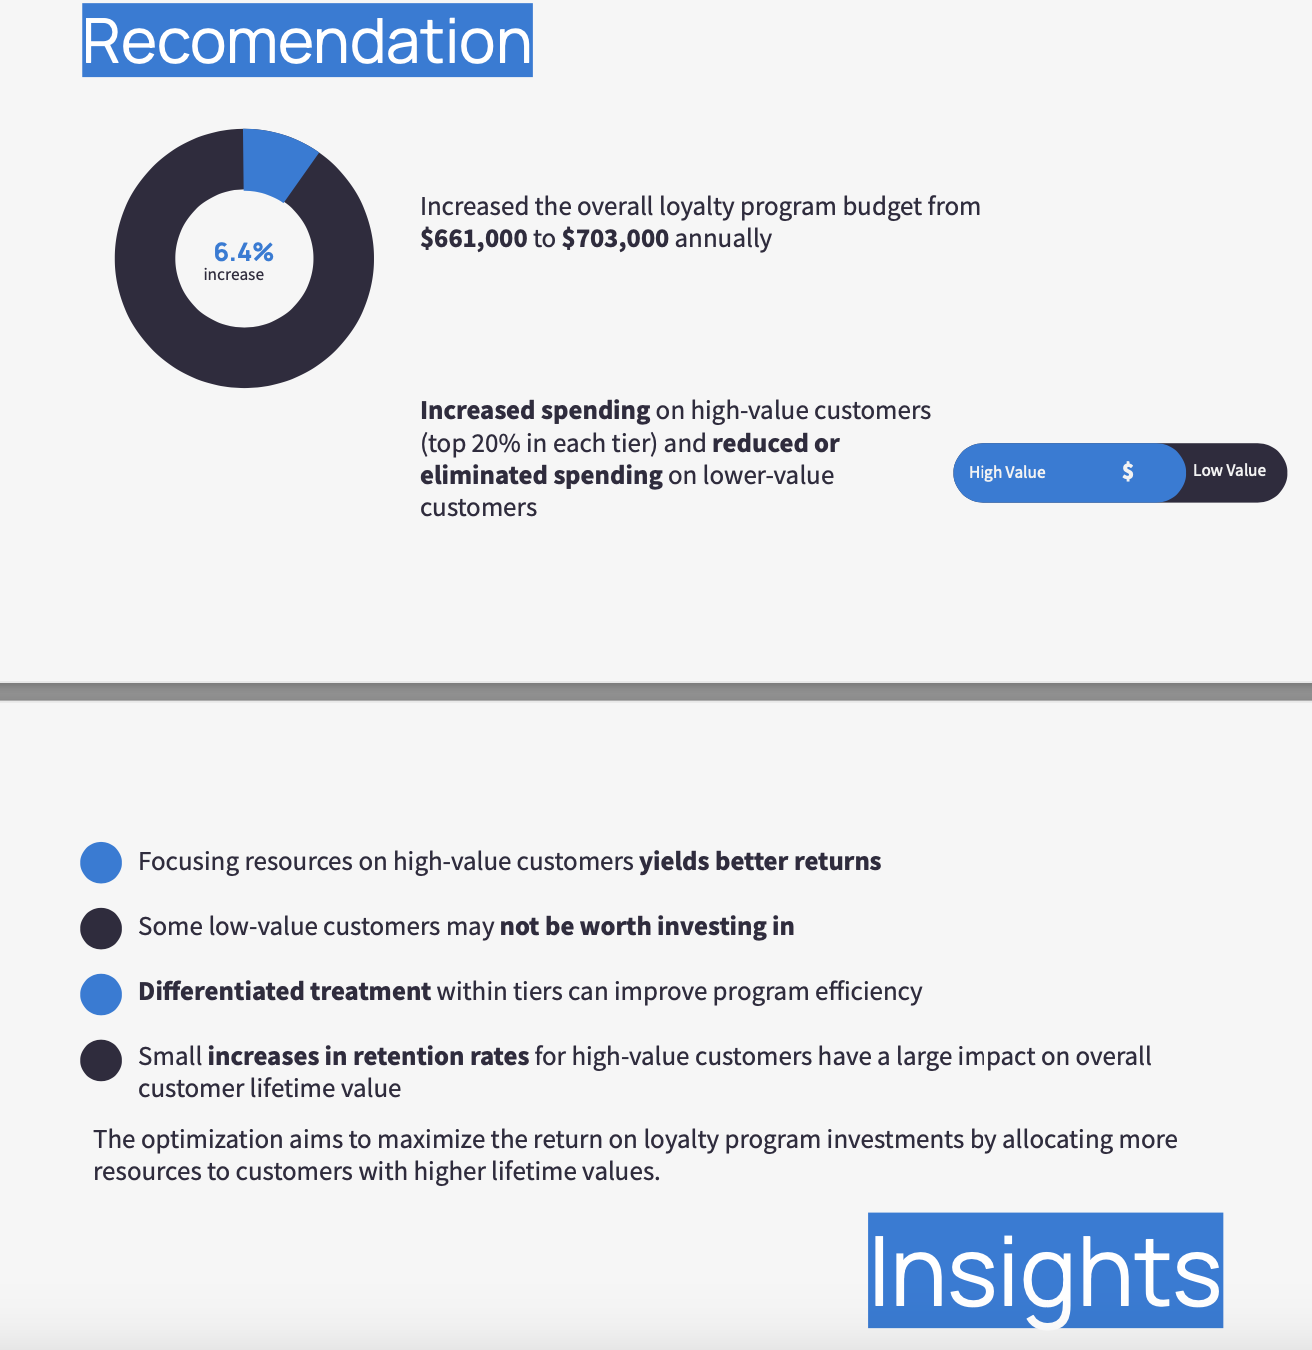 Recomendation
6.4%
increase
Increased the overall loyalty program budget from
$661,000 to $703,000 annually
Increased spending on high-value customers
(top 20% in each tier) and reduced or
eliminated spending on lower-value
customers
High Value $ Low Value
Focusing resources on high-value customers yields better returns
Some low-value customers may not be worth investing in
Differentiated treatment within tiers can improve program efficiency
Small increases in retention rates for high-value customers have a large impact on overall
customer lifetime value
The optimization aims to maximize the return on loyalty program investments by allocating more
resources to customers with higher lifetime values.
Insights